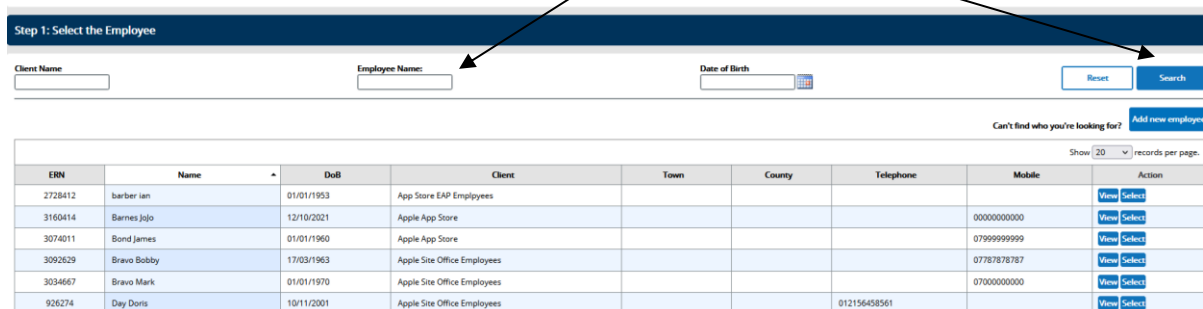 Step 1: Select the Employee
Client Name Employee Name: Date of Birth
Reset Search
Can't find who you're looking for? Add new employee
Show 20 records per page.
ERN Name DoB Client Town County Telephone Mobile Action
2728412 barber ian 01/01/1953 App Store EAP Emplpyees View Select
3160414 Barnes JoJo 12/10/2021 Apple App Store 00000000000 View Select
3074011 Bond James 01/01/1960 Apple App Store 07999999999 View Select
3092629 Bravo Bobby 17/03/1963 Apple Site Office Employees 07787878787 View Select
3034667 Bravo Mark 01/01/1970 Apple Site Office Employees 07000000000 View Select
926274 Day Doris 10/11/2001 Apple Site Office Employees 012156458561 View Select